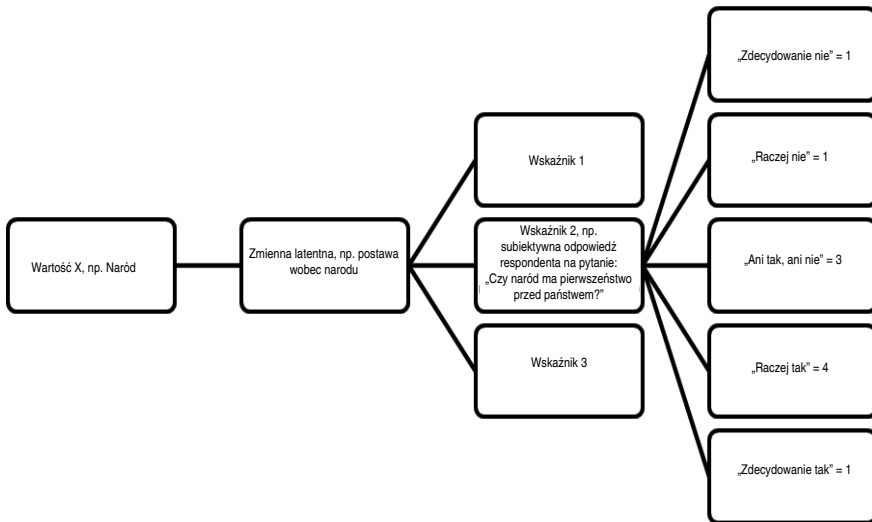 Wartość X, np. Naród
Zmienna latentna, np. postawa
wobec narodu
Wskaźnik 1
Wskaźnik 2, np.
subiektywna odpowiedź
respondenta na pytanie:
„Czy naród ma pierwszeństwo
przed państwem?”
Wskaźnik 3
„Zdecydowanie nie” = 1
„Raczej nie” = 1
„Ani tak, ani nie” = 3
„Raczej tak” = 4
„Zdecydowanie tak” = 1